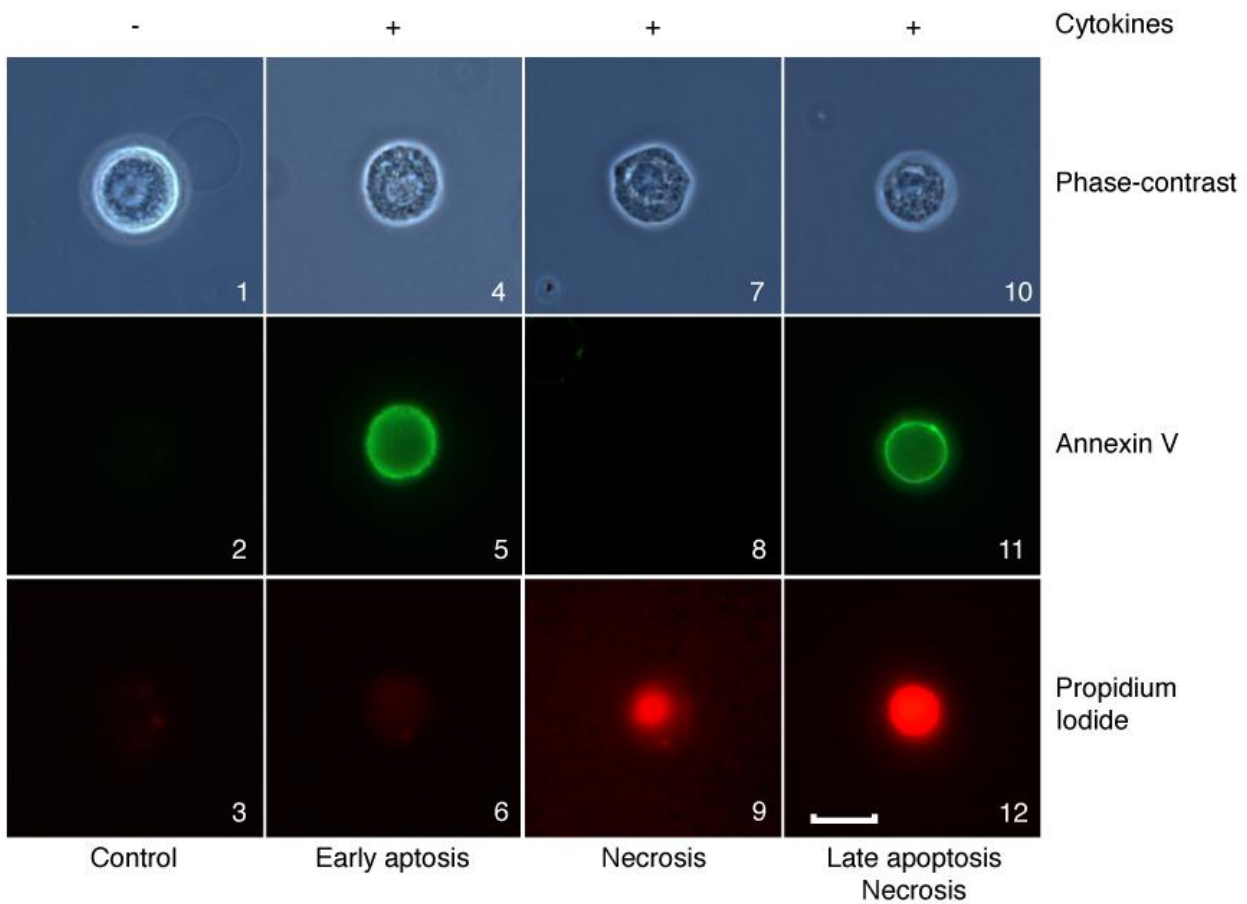 - + + + Cytokines
Phase-contrast
1 4 7 10
Annexin V
2 5 8 11
Propidium
Iodide
3 6 9 12
Control Early aptosis Necrosis Late apoptosis
Necrosis